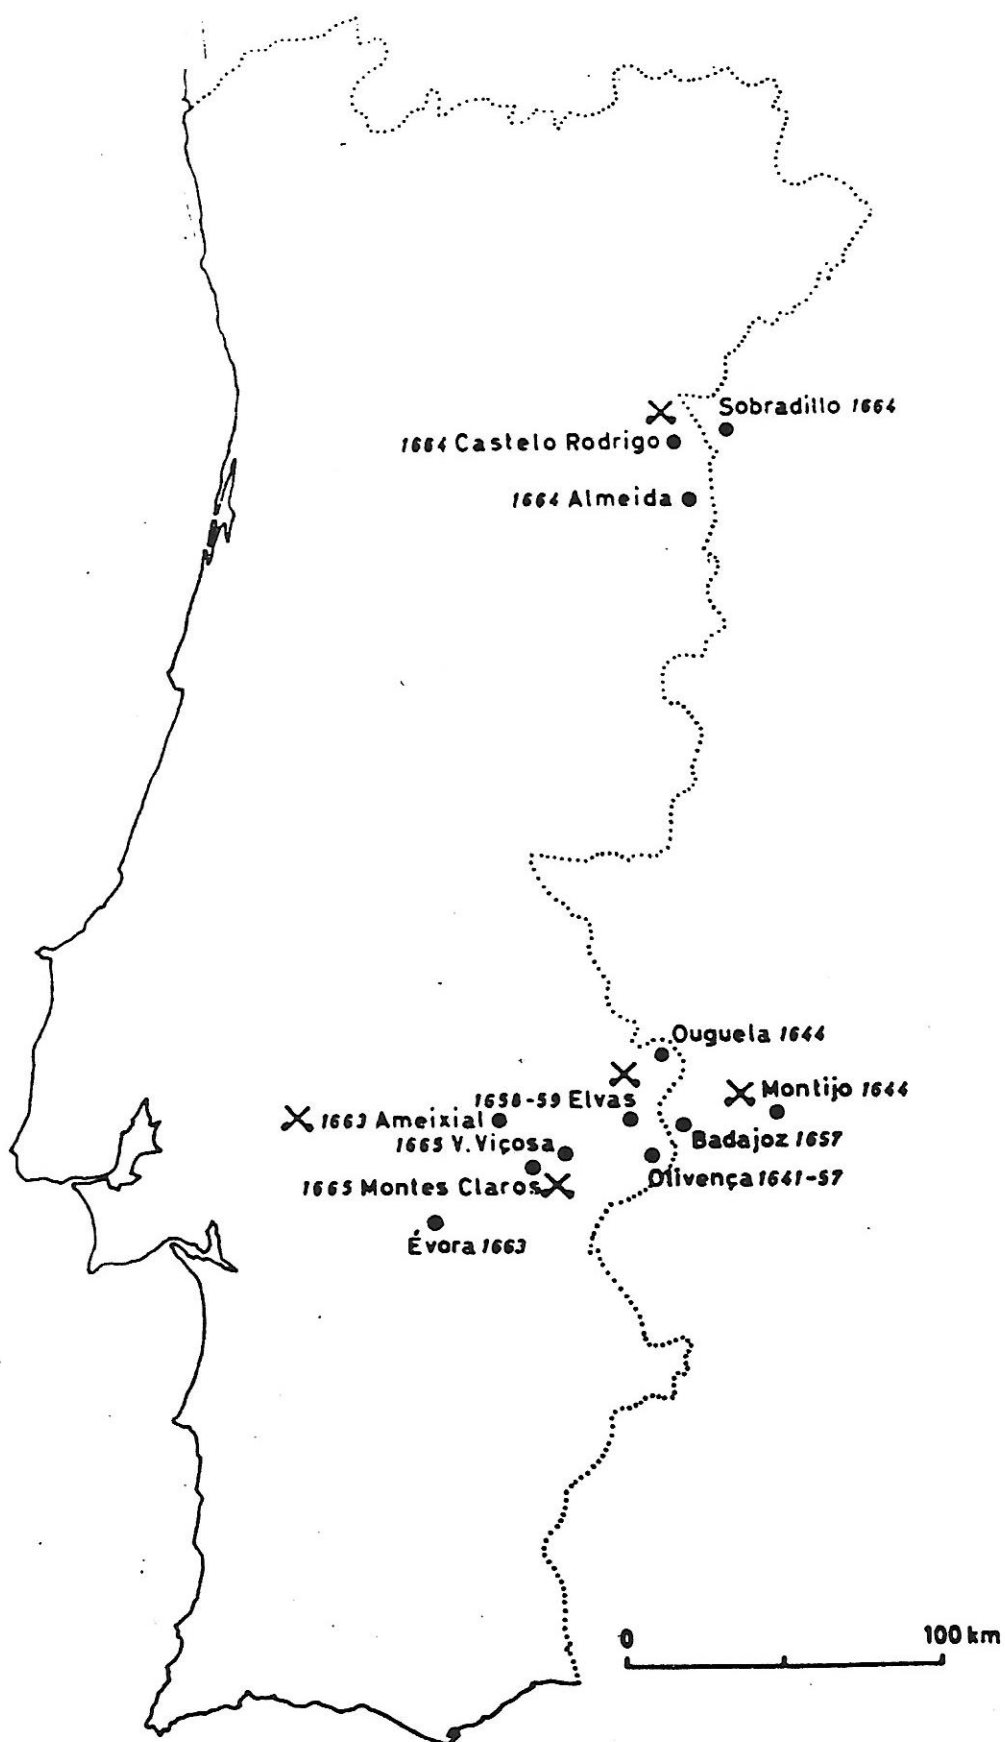 Sobradillo 1664
1664 Castelo Rodrigo
1664 Almeida
Ouguela 1644
Montijo 1644
1658-59 Elvas
1663 Ameixial
Badajoz 1657
1665 V. Viçosa
Olivença 1641-57
1665 Montes Claros
Évora 1663
0 100 km